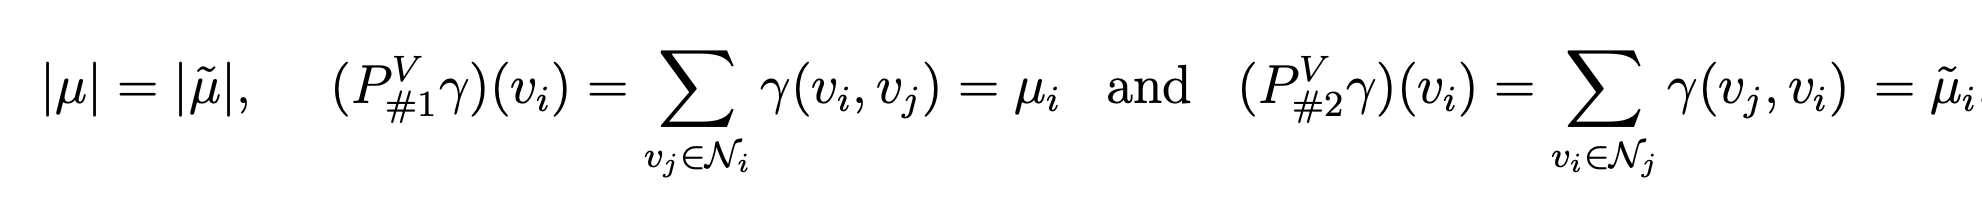 |μ| = |μ̃|, (P^V_{#1}γ)(v_i) = ∑_{v_j∈𝒩_i} γ(v_i, v_j) = μ_i and (P^V_{#2}γ)(v_i) = ∑_{v_i∈𝒩_j} γ(v_j, v_i) = μ̃_i.